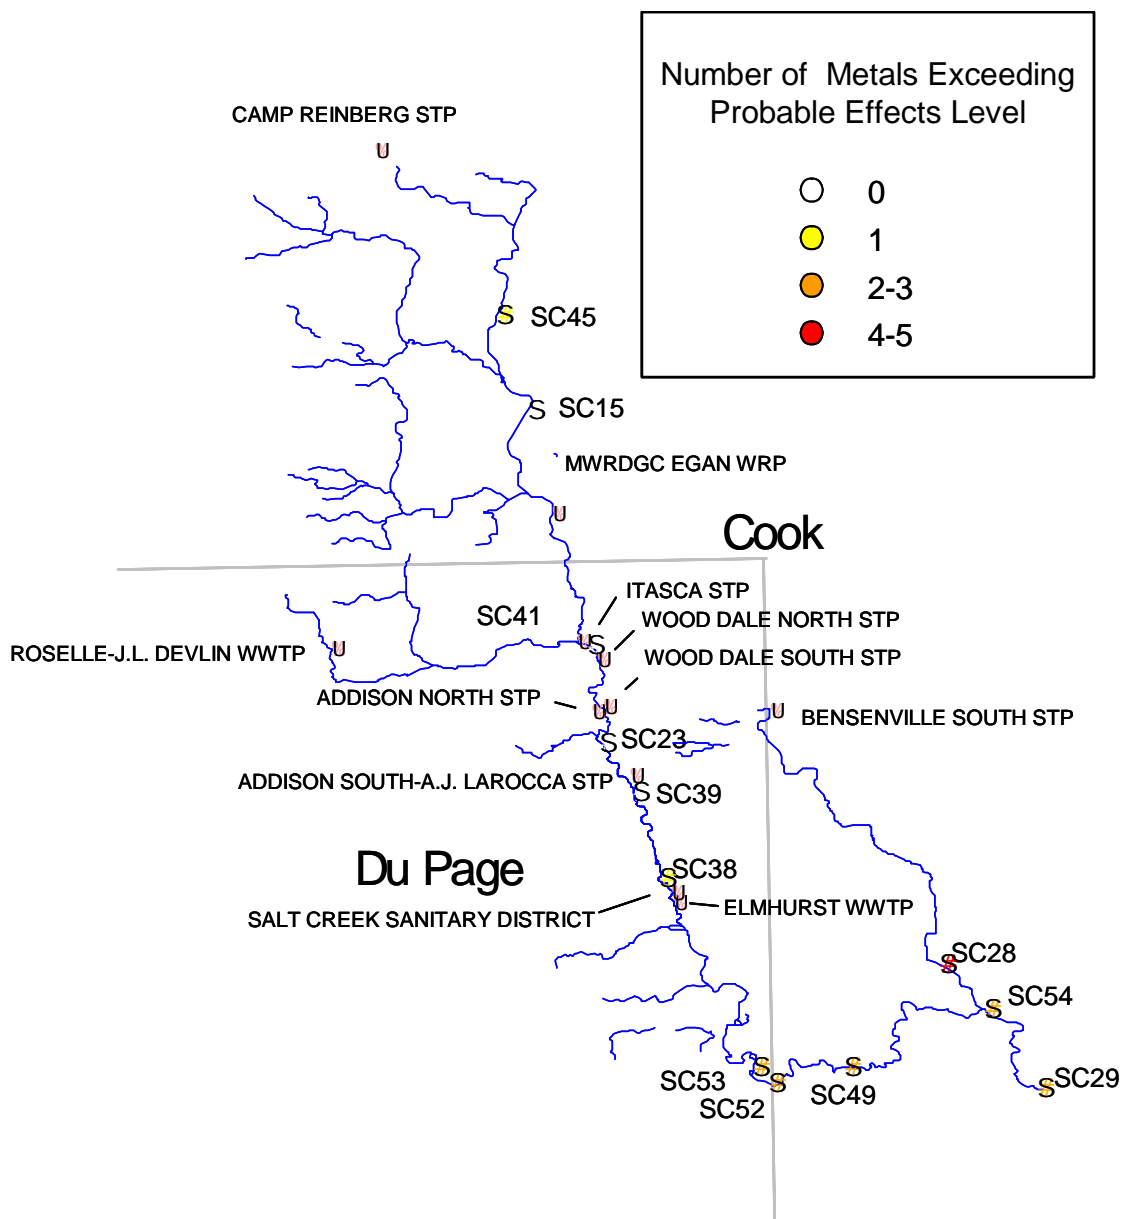 Number of Metals Exceeding
Probable Effects Level
0
1
2-3
4-5
CAMP REINBERG STP
U
S SC45
S SC15
MWRDGC EGAN WRP
U
Cook
ITASCA STP
SC41
WOOD DALE NORTH STP
U S
U
ROSELLE-J.L. DEVLIN WWTP
U
WOOD DALE SOUTH STP
ADDISON NORTH STP
U U
U
BENSENVILLE SOUTH STP
S SC23
U
ADDISON SOUTH-A.J. LAROCCA STP
S SC39
Du Page
S SC38
U
U
ELMHURST WWTP
SALT CREEK SANITARY DISTRICT
S SC28
S SC54
S
SC53
S
SC52
S
SC49
S SC29